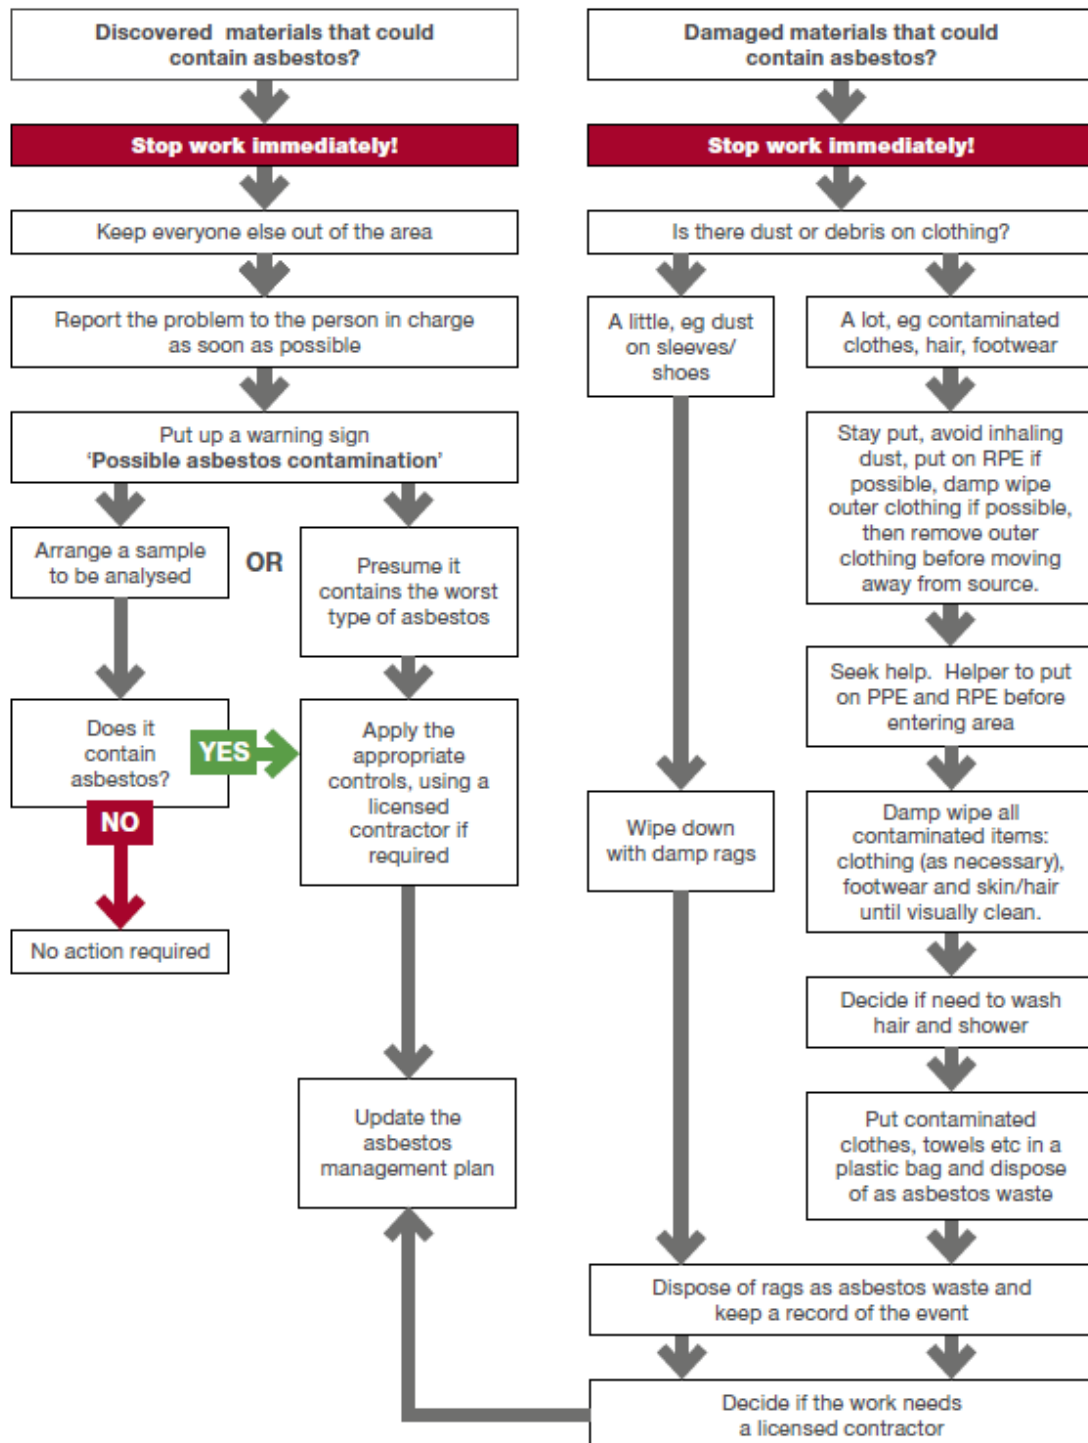 Discovered materials that could
contain asbestos?
Stop work immediately!
Keep everyone else out of the area
Report the problem to the person in charge
as soon as possible
Put up a warning sign
‘Possible asbestos contamination’
Arrange a sample
to be analysed
OR
Presume it
contains the worst
type of asbestos
Does it
contain
asbestos?
YES
NO
No action required
Apply the
appropriate
controls, using a
licensed
contractor if
required
Update the
asbestos
management plan
Damaged materials that could
contain asbestos?
Stop work immediately!
Is there dust or debris on clothing?
A little, eg dust
on sleeves/
shoes
Wipe down
with damp rags
A lot, eg contaminated
clothes, hair, footwear
Stay put, avoid inhaling
dust, put on RPE if
possible, damp wipe
outer clothing if possible,
then remove outer
clothing before moving
away from source.
Seek help. Helper to put
on PPE and RPE before
entering area
Damp wipe all
contaminated items:
clothing (as necessary),
footwear and skin/hair
until visually clean.
Decide if need to wash
hair and shower
Put contaminated
clothes, towels etc in a
plastic bag and dispose
of as asbestos waste
Dispose of rags as asbestos waste and
keep a record of the event
Decide if the work needs
a licensed contractor